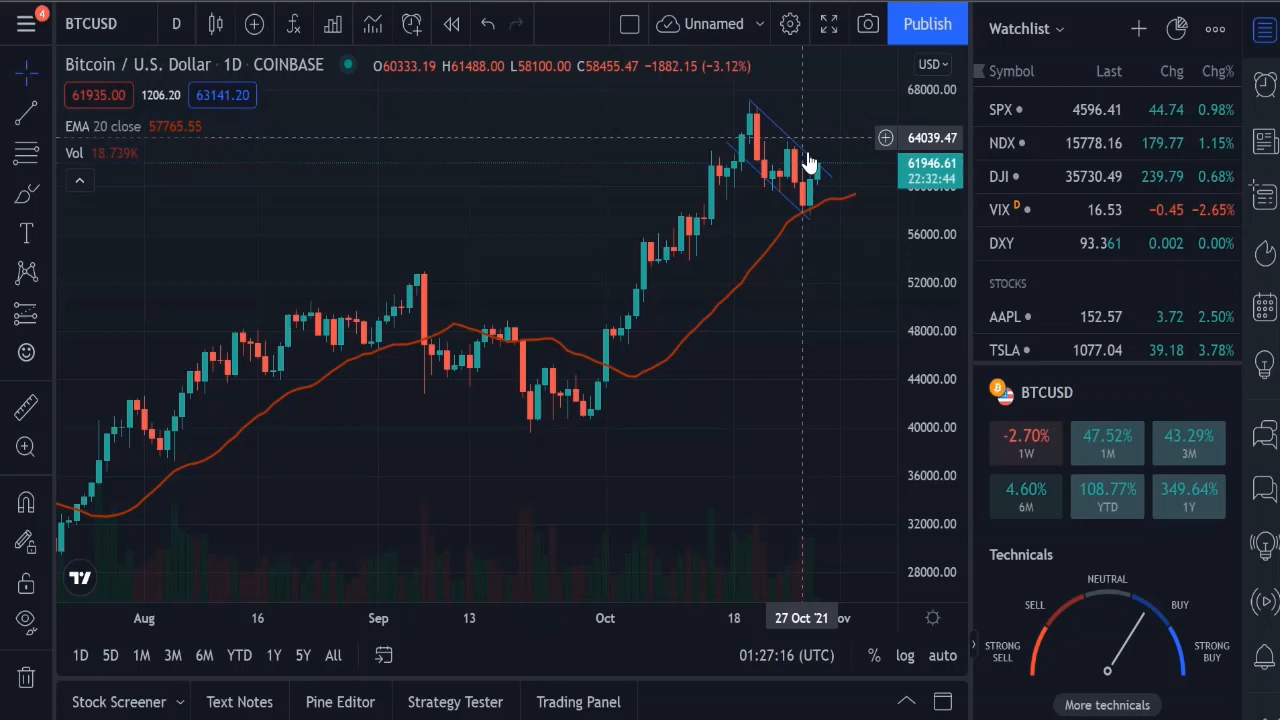 4
BTCUSD D Unnamed Publish
Bitcoin / U.S. Dollar · 1D · COINBASE O60333.19 H61488.00 L58100.00 C58455.47 −1882.15 (−3.12%)
61935.00 1206.20 63141.20
EMA 20 close 57765.55
Vol 18.739K
USD
68000.00
64039.47
61946.61
22:32:44
56000.00
52000.00
48000.00
44000.00
40000.00
36000.00
32000.00
28000.00
Aug 16 Sep 13 Oct 18 27 Oct '21 ov
1D 5D 1M 3M 6M YTD 1Y 5Y All 01:27:16 (UTC) % log auto
Stock Screener Text Notes Pine Editor Strategy Tester Trading Panel
Watchlist
Symbol Last Chg Chg%
SPX 4596.41 44.74 0.98%
NDX 15778.16 179.77 1.15%
DJI 35730.49 239.79 0.68%
VIX D 16.53 −0.45 −2.65%
DXY 93.361 0.002 0.00%
STOCKS
AAPL 152.57 3.72 2.50%
TSLA 1077.04 39.18 3.78%
BTCUSD
-2.70% 47.52% 43.29%
1W 1M 3M
4.60% 108.77% 349.64%
6M YTD 1Y
Technicals
NEUTRAL
SELL BUY
STRONG SELL STRONG BUY
More technicals